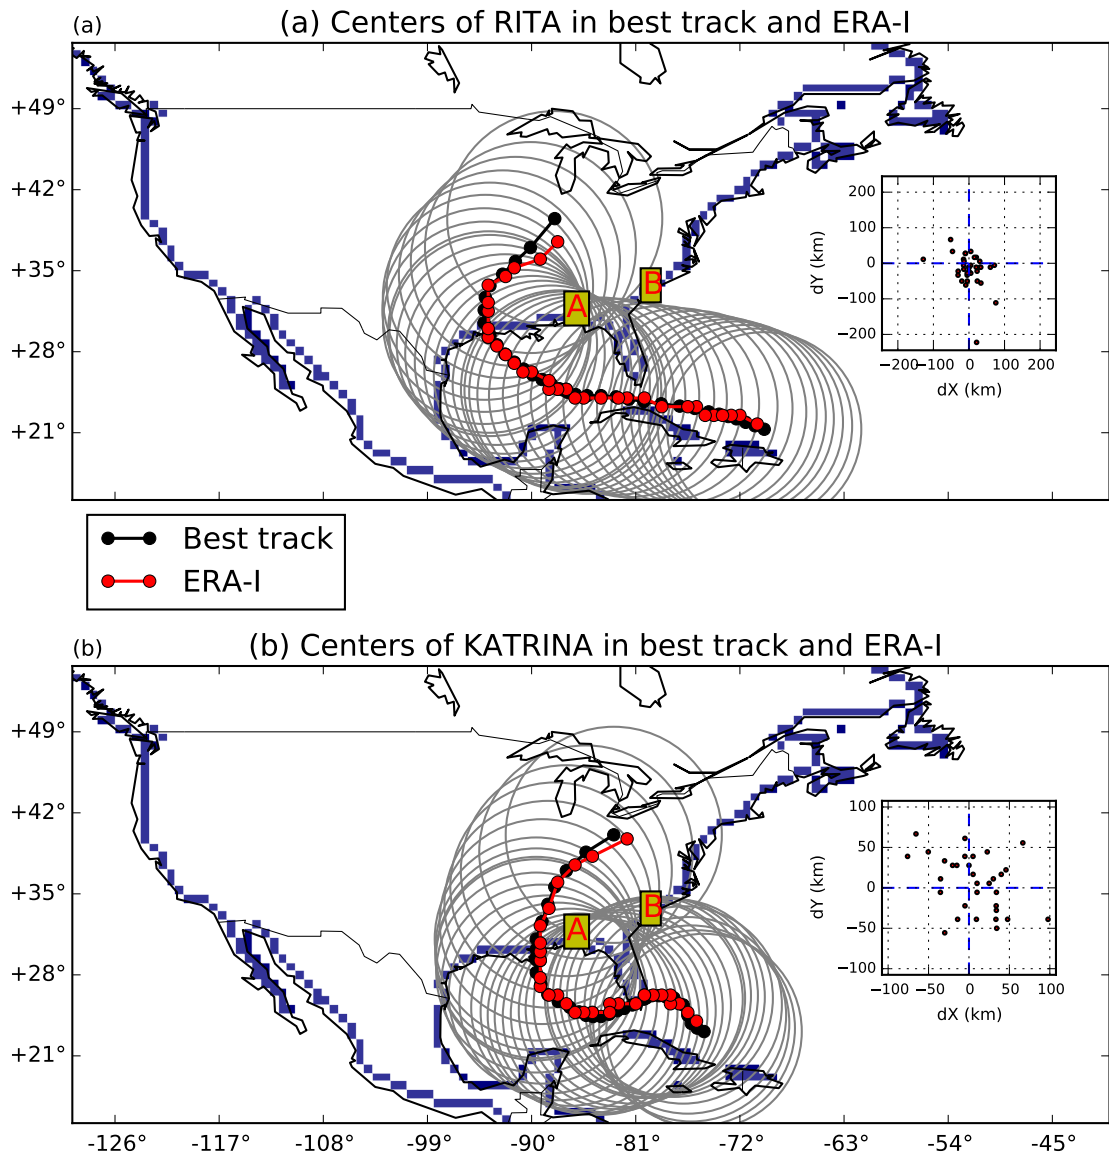 (a) (a) Centers of RITA in best track and ERA-I
+49°
+42°
+35°
+28°
+21°
A
B
200
100
0
−100
−200
dY (km)
−200−100 0 100 200
dX (km)
Best track
ERA-I
(b) (b) Centers of KATRINA in best track and ERA-I
+49°
+42°
+35°
+28°
+21°
A
B
100
50
0
−50
−100
dY (km)
−100 −50 0 50 100
dX (km)
-126° -117° -108° -99° -90° -81° -72° -63° -54° -45°